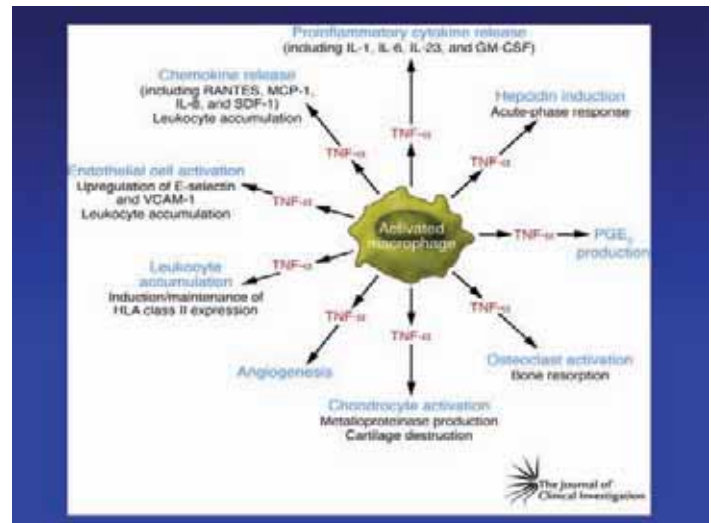 Proinflammatory cytokine release
(including IL-1, IL-6, IL-23, and GM-CSF)
Chemokine release
(including RANTES, MCP-1,
IL-8, and SDF-1)
Leukocyte accumulation
Hepcidin induction
Acute-phase response
TNF-α
TNF-α
TNF-α
Endothelial cell activation
Upregulation of E-selectin
and VCAM-1
Leukocyte accumulation
TNF-α
Activated
macrophage
TNF-α
PGE₂
production
Leukocyte
accumulation
Induction/maintenance of
HLA class II expression
TNF-α
TNF-α
TNF-α
TNF-α
Angiogenesis
Osteoclast activation
Bone resorption
Chondrocyte activation
Metalloproteinase production
Cartilage destruction
The Journal of
Clinical Investigation